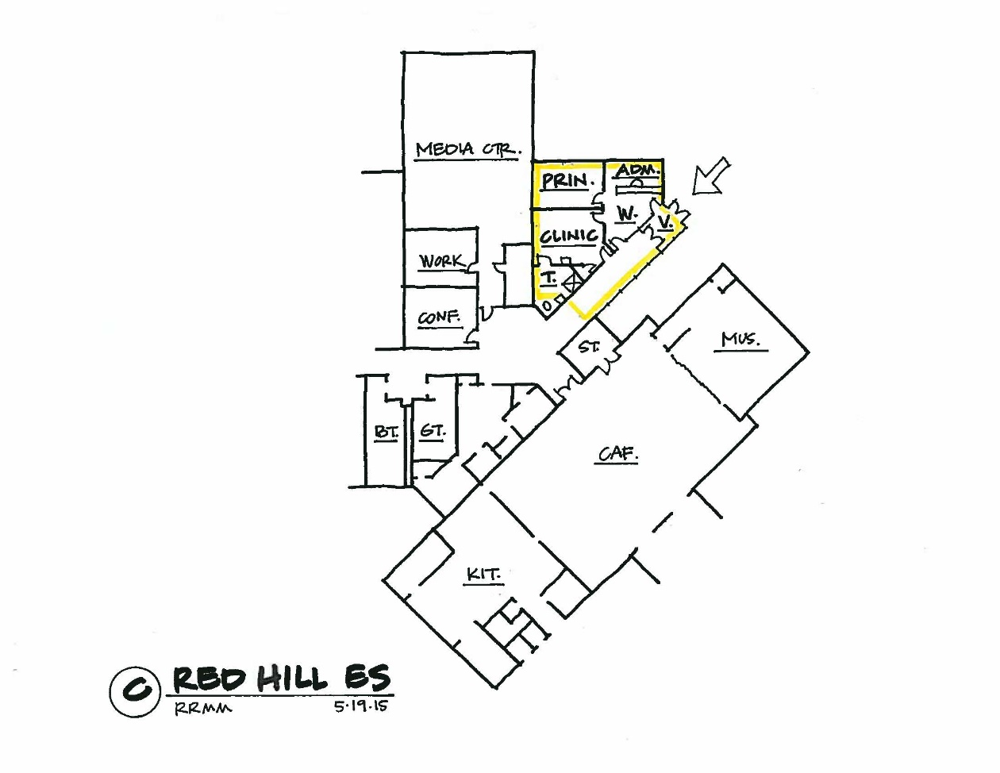 MEDIA CTR.
PRIN.
ADM.
W.
V.
CLINIC
WORK
T.
CONF.
MUS.
ST.
BT.
GT.
CAF.
KIT.
C RED HILL ES
RRMM 5·19·15